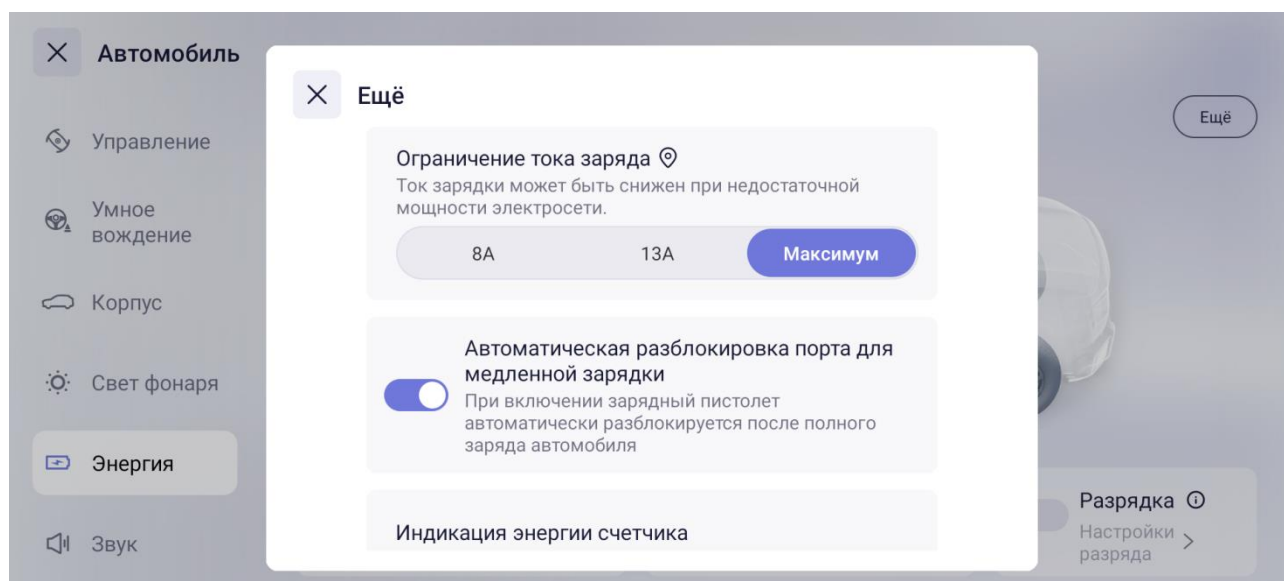 Автомобиль
Управление
Умное
вождение
Корпус
Свет фонаря
Энергия
Звук
Ещё
Ограничение тока заряда
Ток зарядки может быть снижен при недостаточной
мощности электросети.
8A 13A Максимум
Автоматическая разблокировка порта для
медленной зарядки
При включении зарядный пистолет
автоматически разблокируется после полного
заряда автомобиля
Индикация энергии счетчика
Ещё
Разрядка
Настройки
разряда